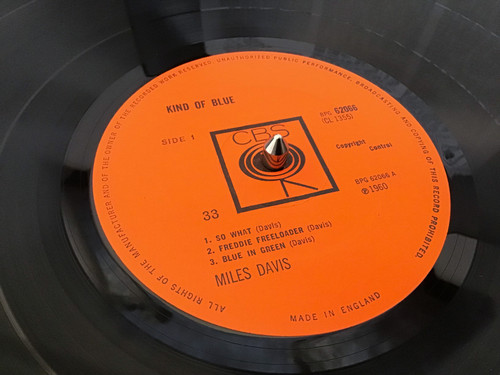 ALL RIGHTS OF THE MANUFACTURER AND OF THE OWNER OF THE RECORDED WORK RESERVED. UNAUTHORIZED PUBLIC PERFORMANCE, BROADCASTING AND COPYING OF THIS RECORD PROHIBITED.
KIND OF BLUE
BPG 62066
(CL 1355)
SIDE 1
CBS
Copyright Control
33
BPG 62066 A
℗ 1960
1. SO WHAT (Davis)
2. FREDDIE FREELOADER (Davis)
3. BLUE IN GREEN (Davis)
MILES DAVIS
MADE IN ENGLAND